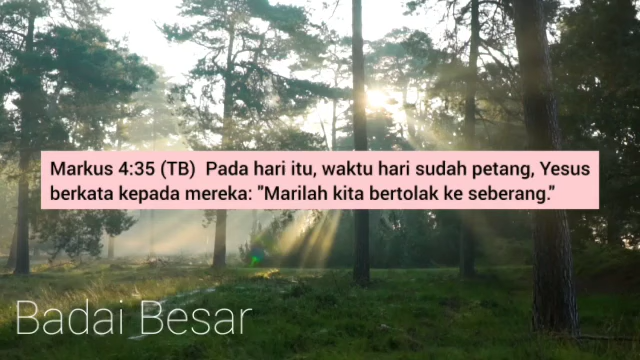 Markus 4:35 (TB)  Pada hari itu, waktu hari sudah petang, Yesus
berkata kepada mereka: "Marilah kita bertolak ke seberang."
Badai Besar